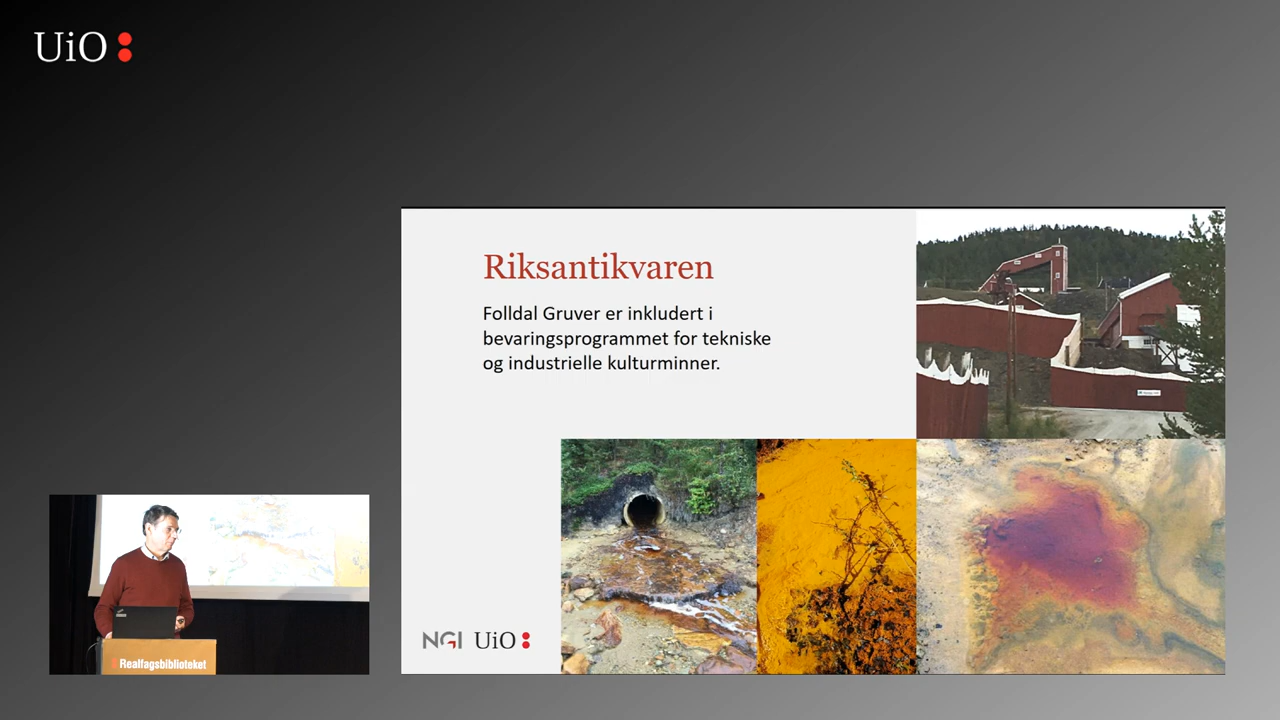 UiO
Riksantikvaren
Folldal Gruver er inkludert i
bevaringsprogrammet for tekniske
og industrielle kulturminner.
NGI UiO
Realfagsbiblioteket